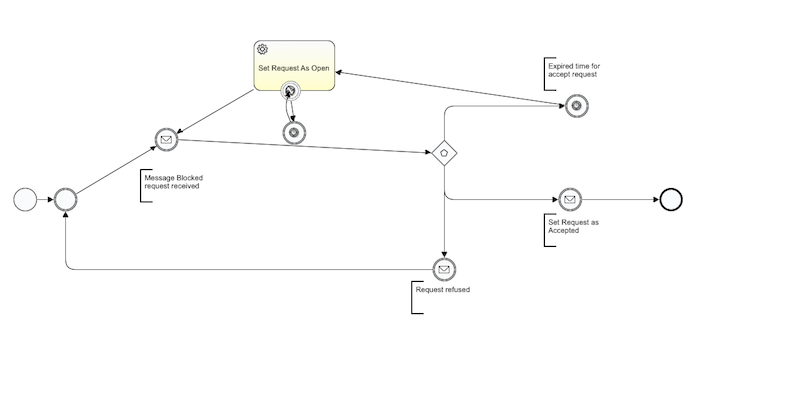 Set Request As Open
Expired time for
accept request
Message Blocked
request received
Set Request as
Accepted
Request refused